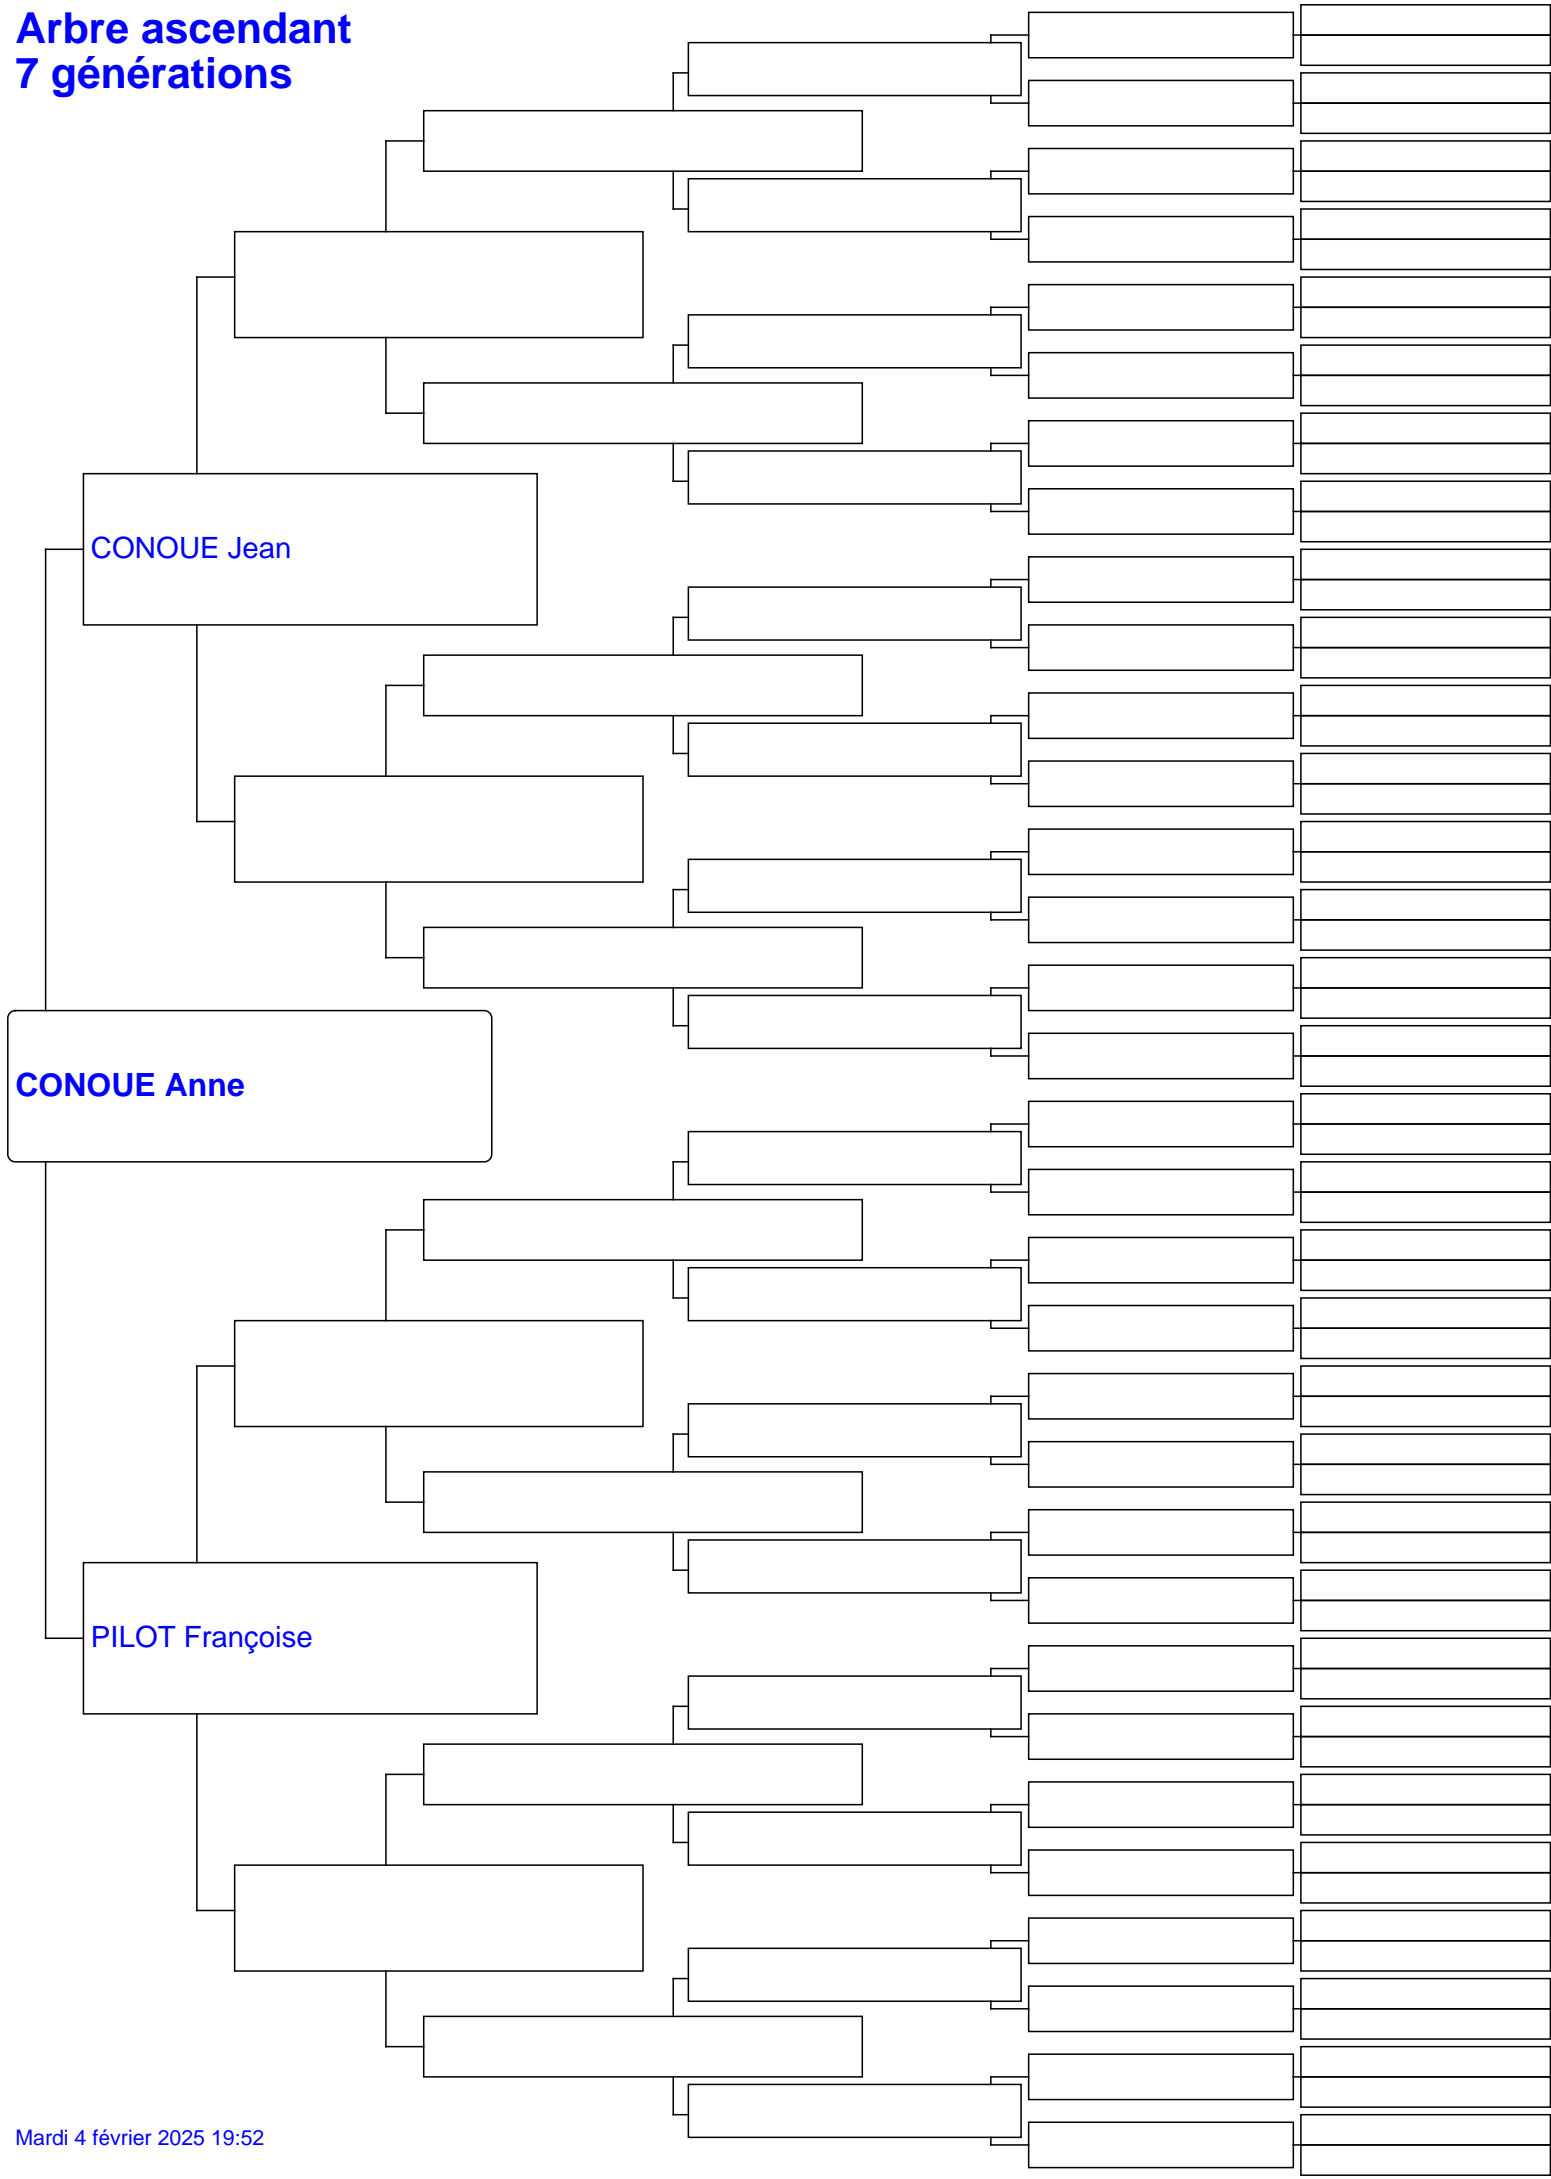 Arbre ascendant
7 générations
CONOUE Jean
CONOUE Anne
PILOT Françoise
Mardi 4 février 2025 19:52